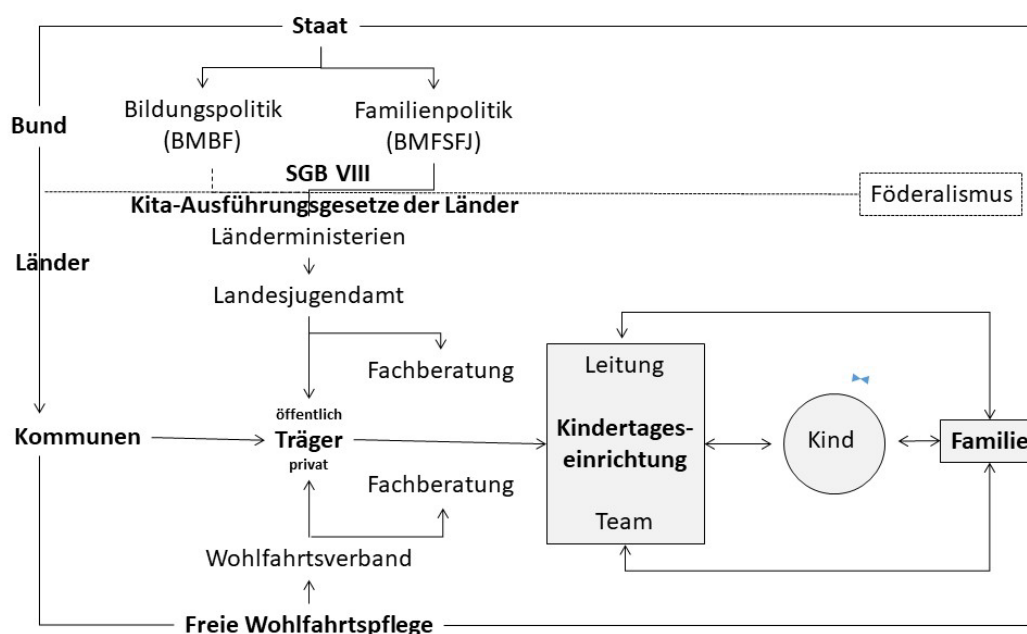 Staat
Bildungspolitik
(BMBF)
Familienpolitik
(BMFSFJ)
Bund
SGB VIII
Föderalismus
Kita-Ausführungsgesetze der Länder
Länderministerien
Länder
Landesjugendamt
Fachberatung
Leitung
öffentlich
Kommunen
Träger
privat
Kindertages-
einrichtung
Kind
Familie
Fachberatung
Team
Wohlfahrtsverband
Freie Wohlfahrtspflege